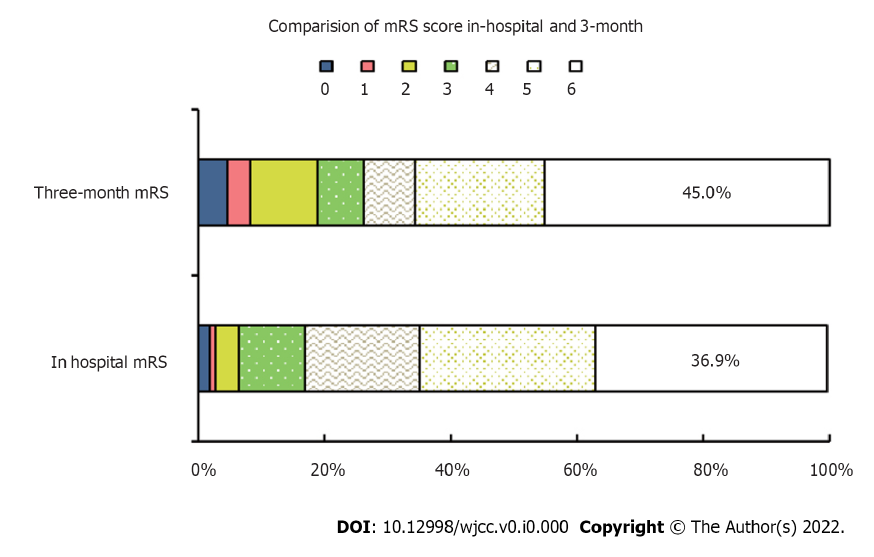 Comparision of mRS score in-hospital and 3-month
0 1 2 3 4 5 6
Three-month mRS
45.0%
In hospital mRS
36.9%
0% 20% 40% 60% 80% 100%
DOI: 10.12998/wjcc.v0.i0.000 Copyright © The Author(s) 2022.